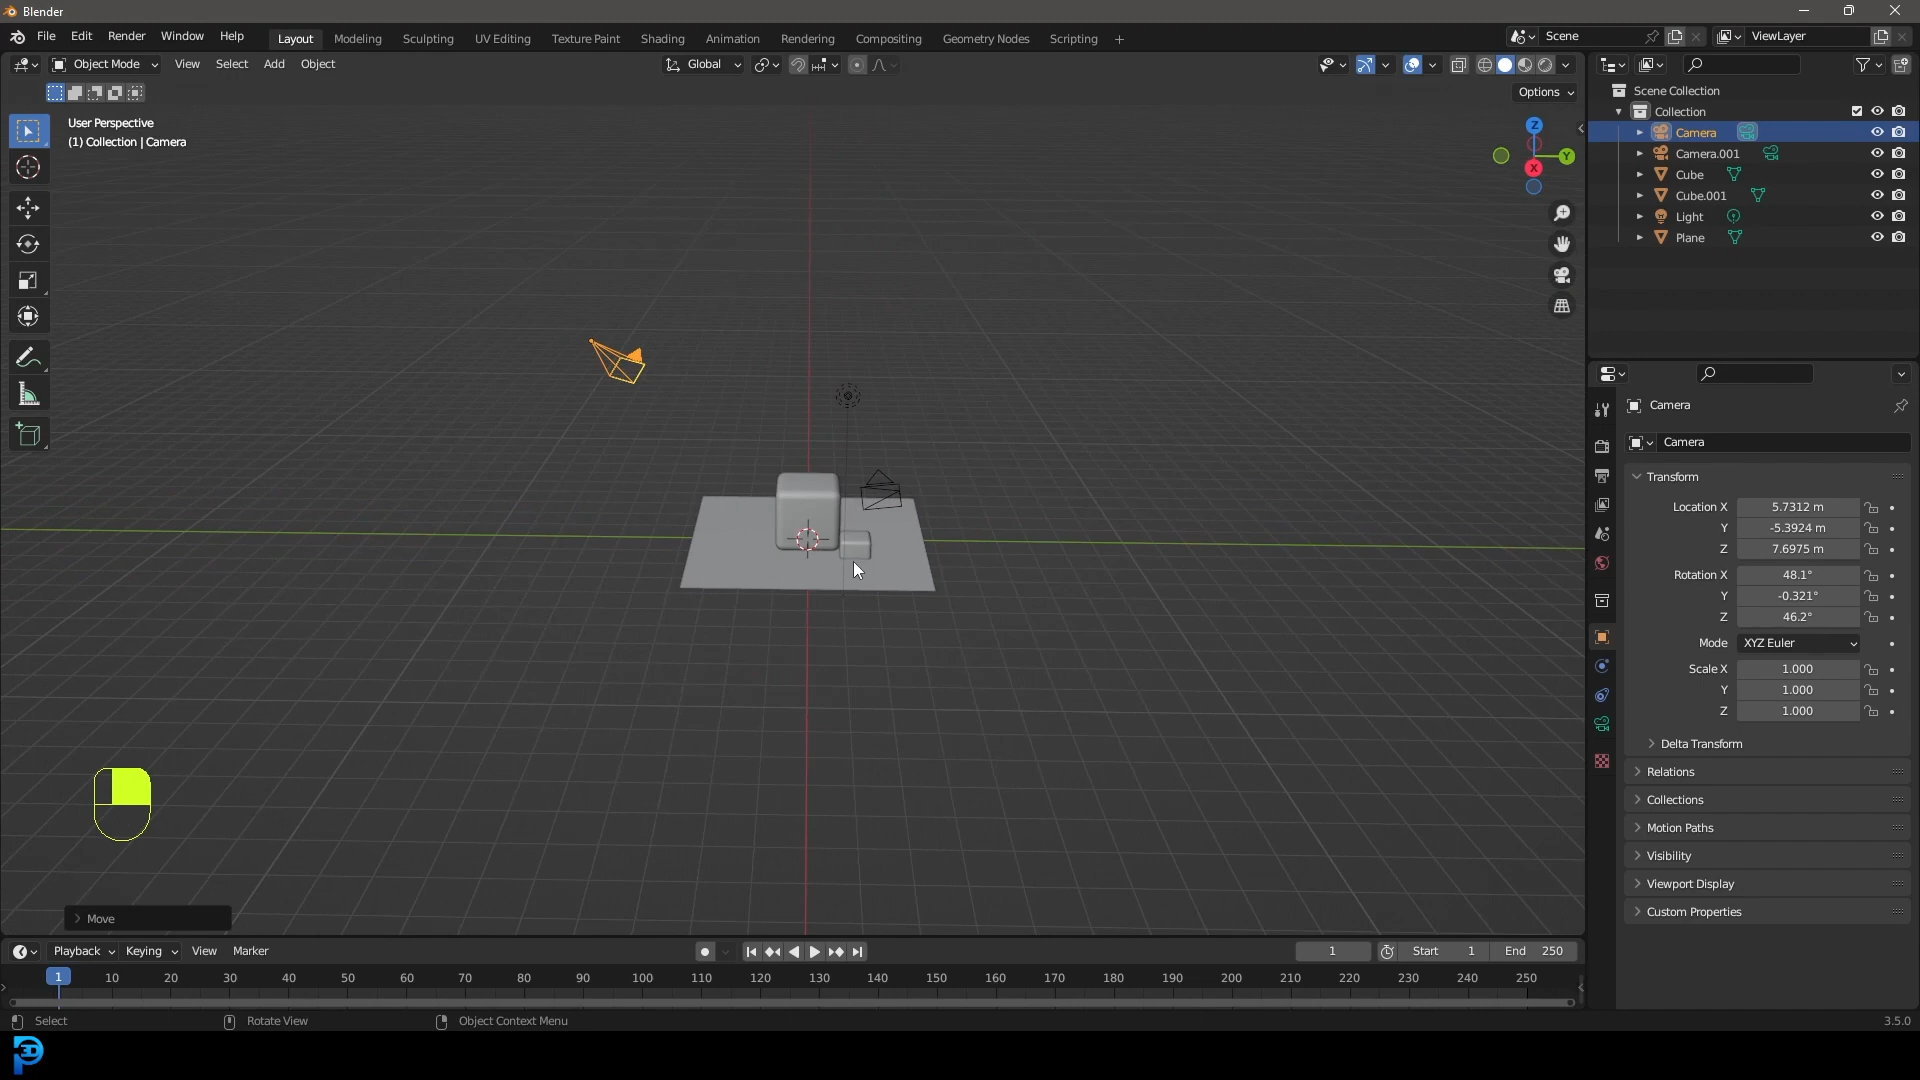 Blender
File Edit Render Window Help Layout Modeling Sculpting UV Editing Texture Paint Shading Animation Rendering Compositing Geometry Nodes Scripting + Scene ViewLayer
Object Mode View Select Add Object Global
Options
User Perspective
(1) Collection | Camera
Z
Y
X
Scene Collection
Collection
Camera
Camera.001
Cube
Cube.001
Light
Plane
Camera
Camera
Transform
Location X 5.7312 m
Y -5.3924 m
Z 7.6975 m
Rotation X 48.1°
Y -0.321°
Z 46.2°
Mode XYZ Euler
Scale X 1.000
Y 1.000
Z 1.000
Delta Transform
Relations
Collections
Motion Paths
Visibility
Viewport Display
Custom Properties
Move
Playback Keying View Marker 1 Start 1 End 250
1 10 20 30 40 50 60 70 80 90 100 110 120 130 140 150 160 170 180 190 200 210 220 230 240 250
Select Rotate View Object Context Menu 3.5.0